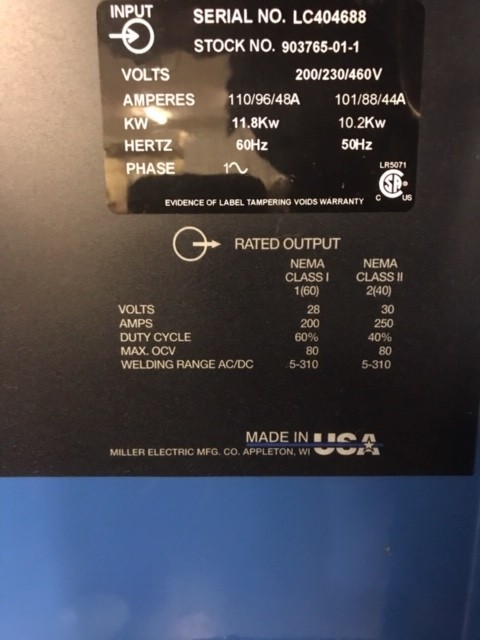 INPUT
SERIAL NO. LC404688
STOCK NO. 903765-01-1
VOLTS 200/230/460V
AMPERES 110/96/48A 101/88/44A
KW 11.8Kw 10.2Kw
HERTZ 60Hz 50Hz
PHASE 1
LR5071
SA
C US
EVIDENCE OF LABEL TAMPERING VOIDS WARRANTY
RATED OUTPUT
NEMA NEMA
CLASS I CLASS II
1(60) 2(40)
VOLTS 28 30
AMPS 200 250
DUTY CYCLE 60% 40%
MAX. OCV 80 80
WELDING RANGE AC/DC 5-310 5-310
MADE IN USA
MILLER ELECTRIC MFG. CO. APPLETON, WI